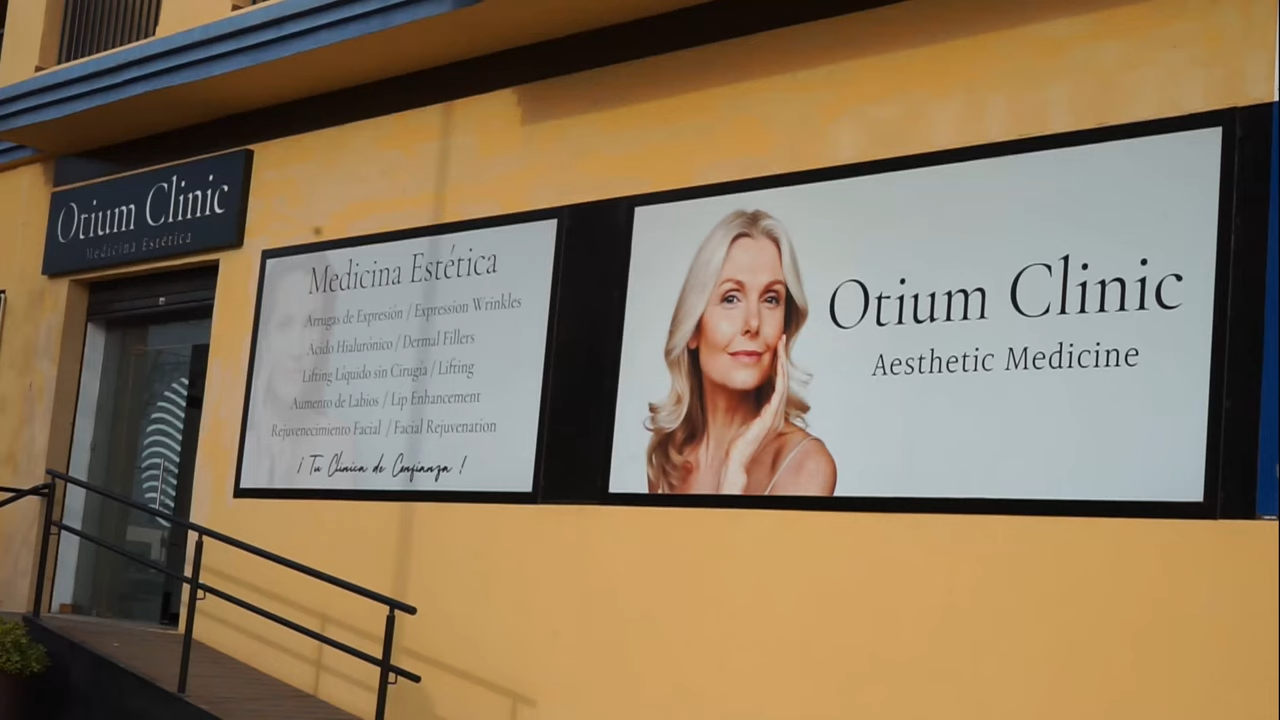 Otium Clinic
Medicina Estética
Medicina Estética
Arrugas de Expresión / Expression Wrinkles
Ácido Hialurónico / Dermal Fillers
Lifting Líquido sin Cirugía / Lifting
Aumento de Labios / Lip Enhancement
Rejuvenecimiento Facial / Facial Rejuvenation
¡ Tu Clínica de Confianza !
Otium Clinic
Aesthetic Medicine